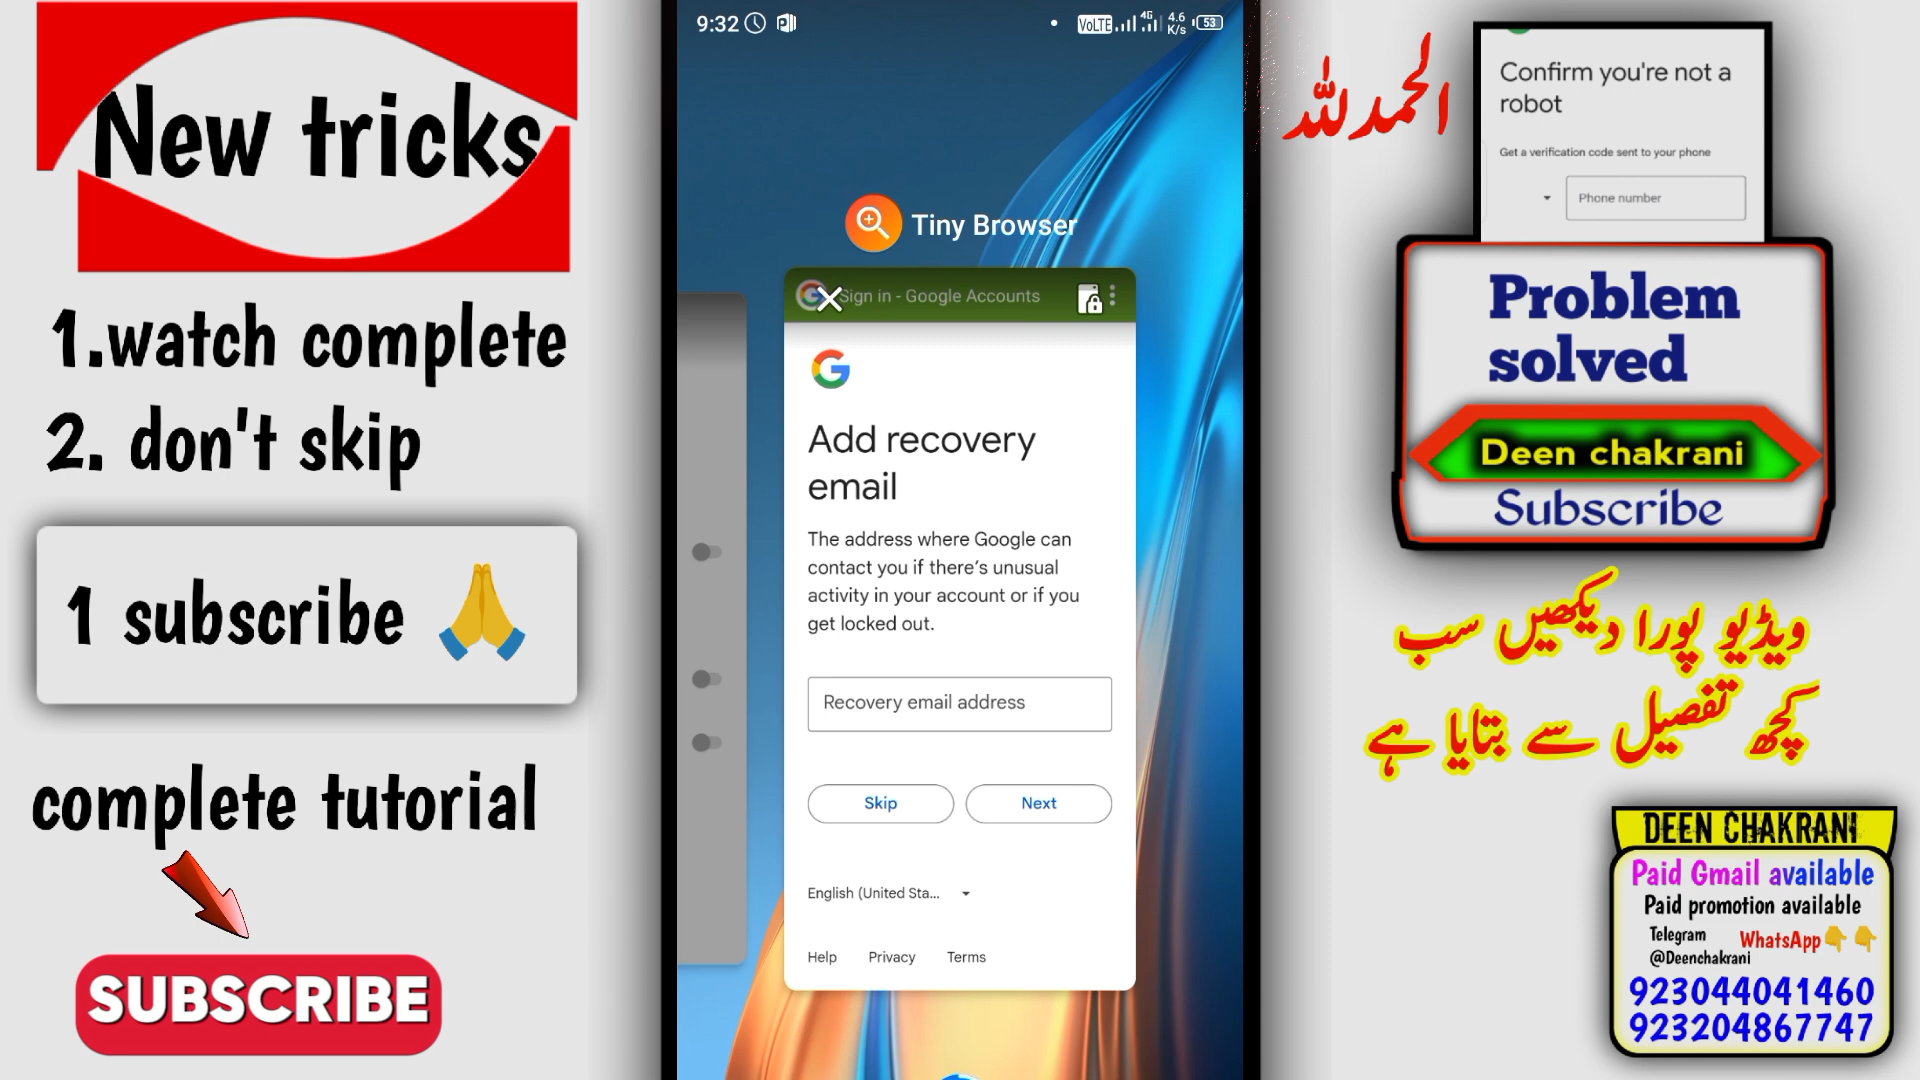 New tricks
1.watch complete
2. don't skip
1 subscribe
complete tutorial
SUBSCRIBE
9:32
VoLTE
4G
4.6
K/s
53
Tiny Browser
Sign in - Google Accounts
Add recovery
email
The address where Google can
contact you if there's unusual
activity in your account or if you
get locked out.
Recovery email address
Skip
Next
English (United Sta...
Help
Privacy
Terms
الحمدللہ
Confirm you're not a
robot
Get a verification code sent to your phone
Phone number
Problem
solved
Deen chakrani
Subscribe
ویڈیو پورا دیکھیں سب
کچھ تفصیل سے بتایا ہے
DEEN CHAKRANI
Paid Gmail available
Paid promotion available
Telegram
WhatsApp
@Deenchakrani
923044041460
923204867747